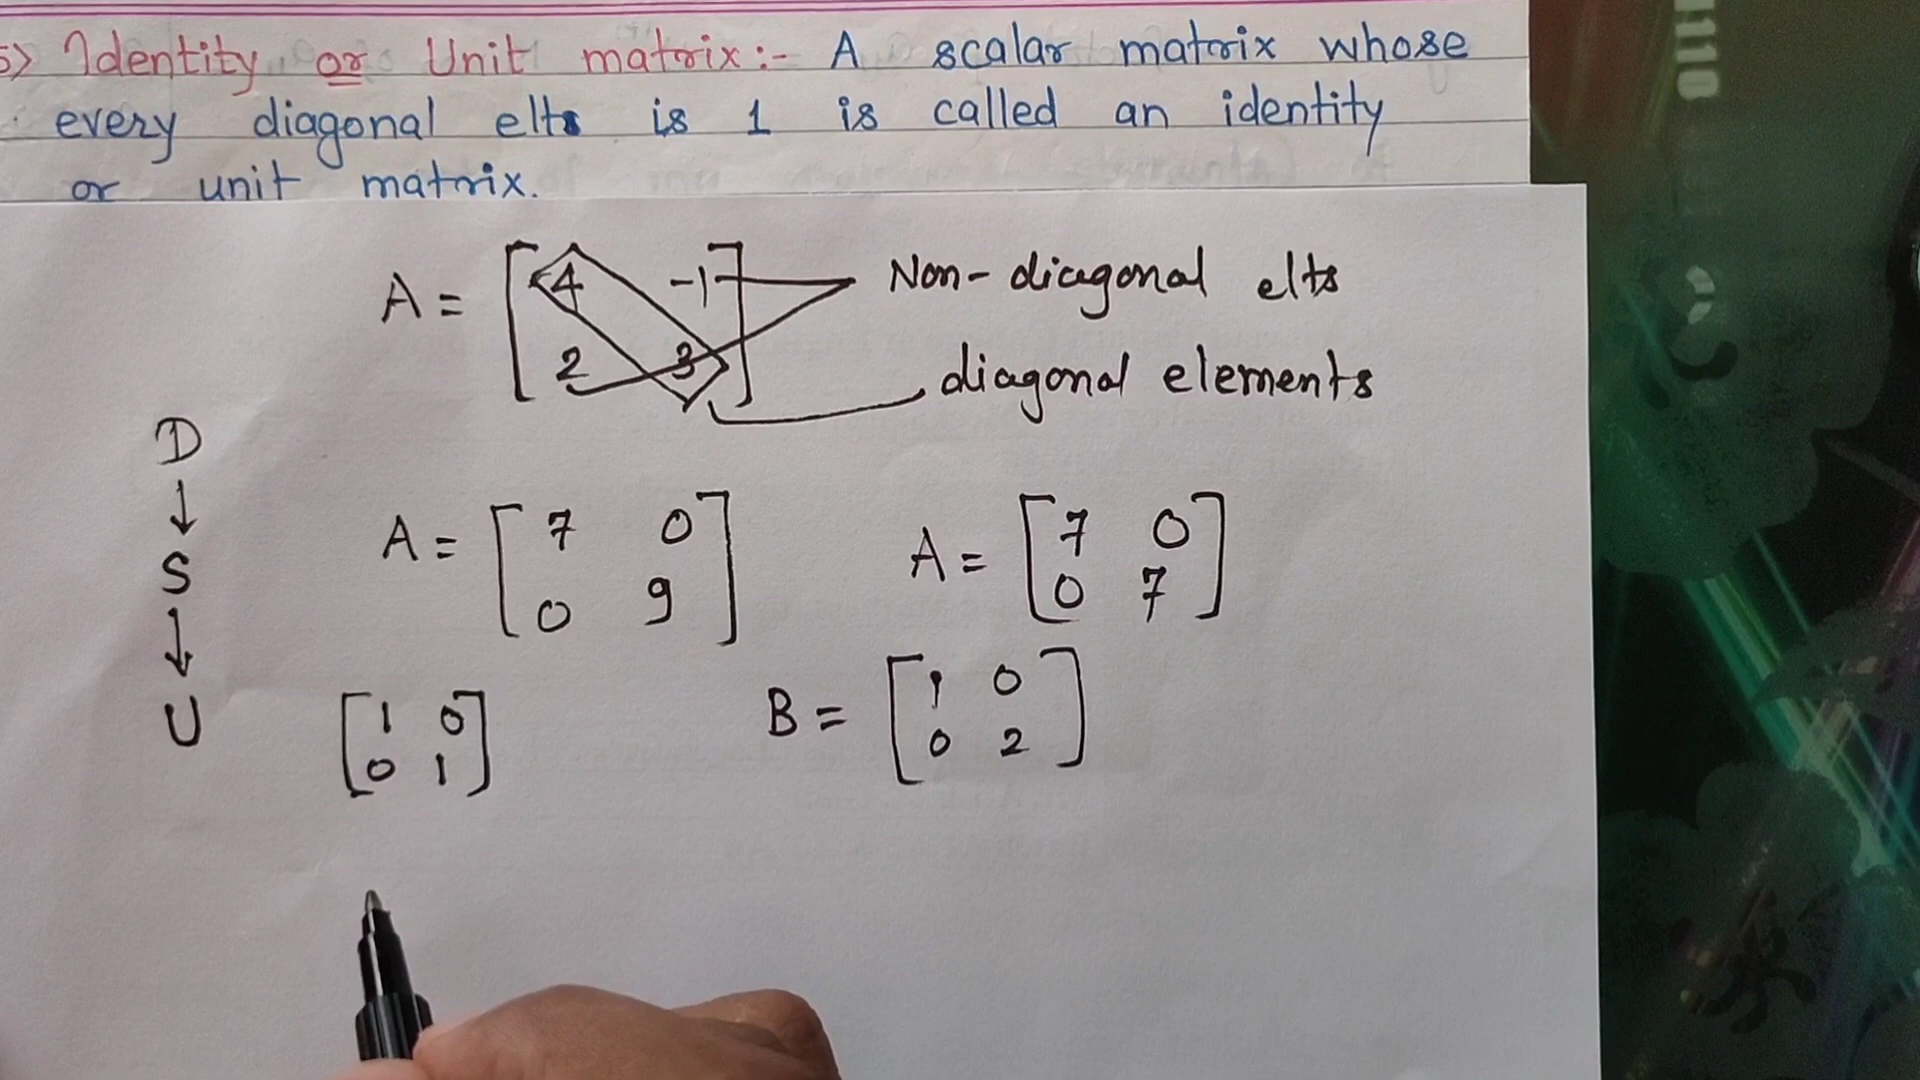 5) Identity or Unit matrix:- A scalar matrix whose
every diagonal elts is 1 is called an identity
or unit matrix.
A = [ 4 -1 Non-diagonal elts
2 3 ] diagonal elements
D
↓
S
↓
U
A = [ 7 0
0 9 ]
A = [ 7 0
0 7 ]
[ 1 0
0 1 ]
B = [ 1 0
0 2 ]